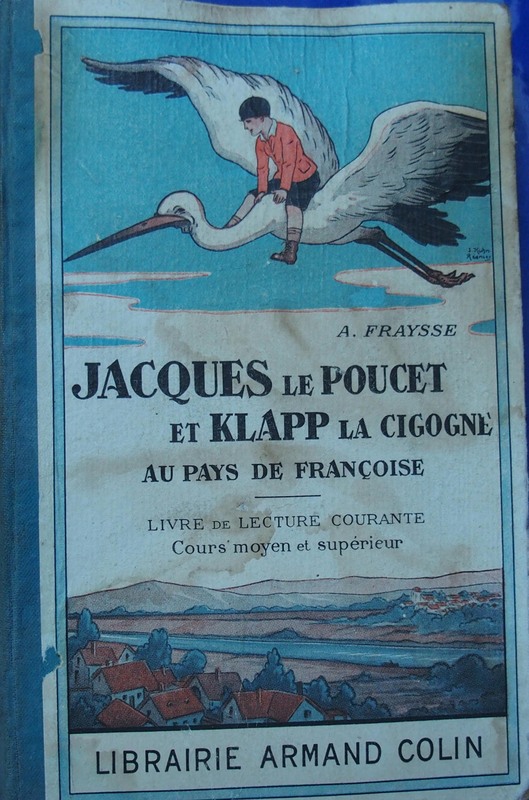 A. FRAYSSE
JACQUES LE POUCET
ET KLAPP LA CIGOGNE
AU PAYS DE FRANÇOISE
LIVRE DE LECTURE COURANTE
Cours moyen et supérieur
LIBRAIRIE ARMAND COLIN